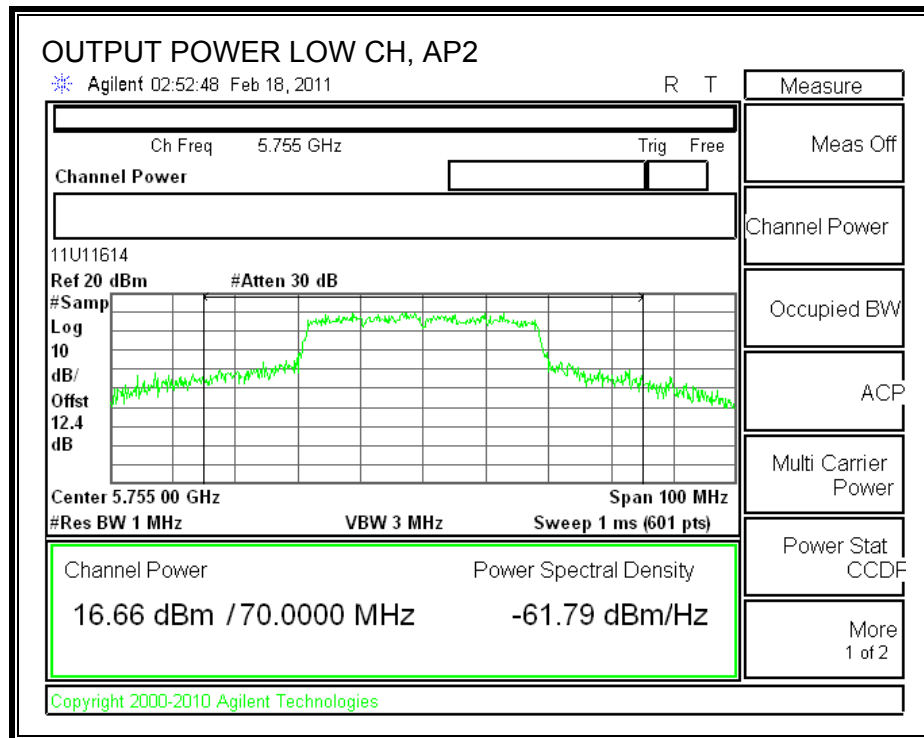 OUTPUT POWER LOW CH, AP2
Agilent 02:52:48 Feb 18, 2011 R T
Ch Freq 5.755 GHz Trig Free
Channel Power
11U11614
Ref 20 dBm #Atten 30 dB
#Samp
Log
10
dB/
Offst
12.4
dB
Center 5.755 00 GHz Span 100 MHz
#Res BW 1 MHz VBW 3 MHz Sweep 1 ms (601 pts)
Channel Power Power Spectral Density
16.66 dBm / 70.0000 MHz -61.79 dBm/Hz
Copyright 2000-2010 Agilent Technologies
Measure
Meas Off
Channel Power
Occupied BW
ACP
Multi Carrier
Power
Power Stat
CCDF
More
1 of 2